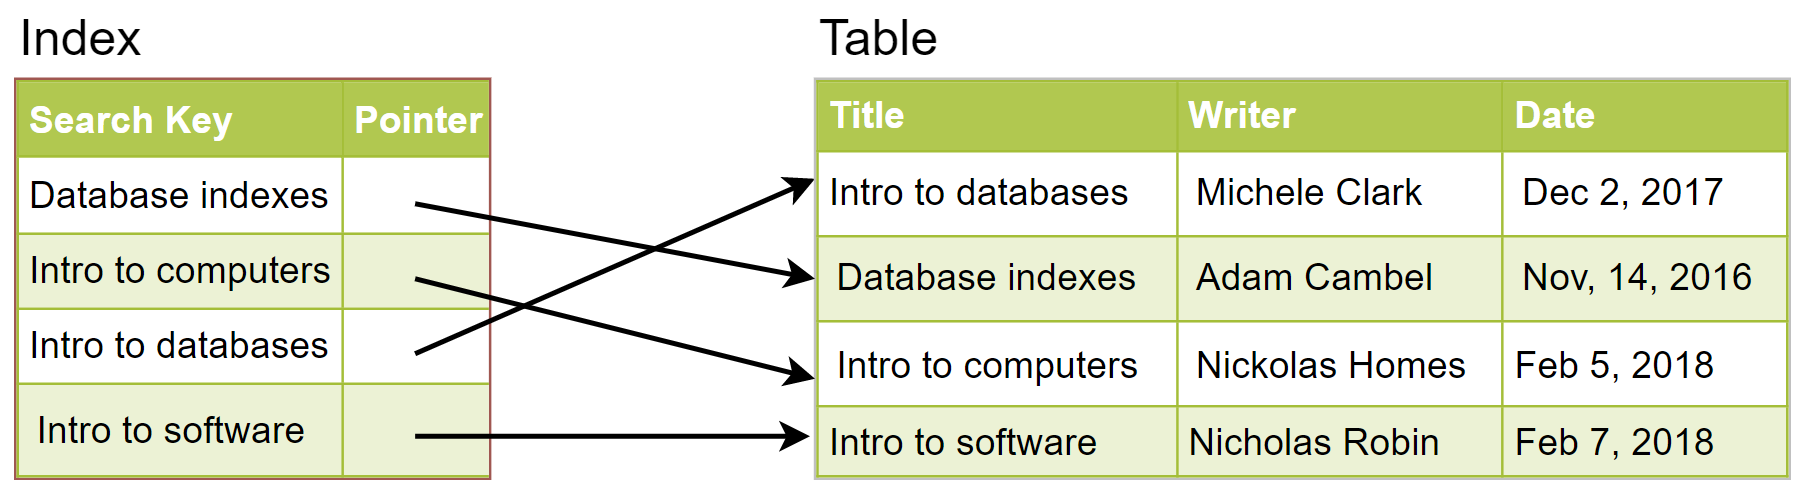 Index
Search Key Pointer
Database indexes
Intro to computers
Intro to databases
Intro to software
Table
Title Writer Date
Intro to databases Michele Clark Dec 2, 2017
Database indexes Adam Cambel Nov, 14, 2016
Intro to computers Nickolas Homes Feb 5, 2018
Intro to software Nicholas Robin Feb 7, 2018